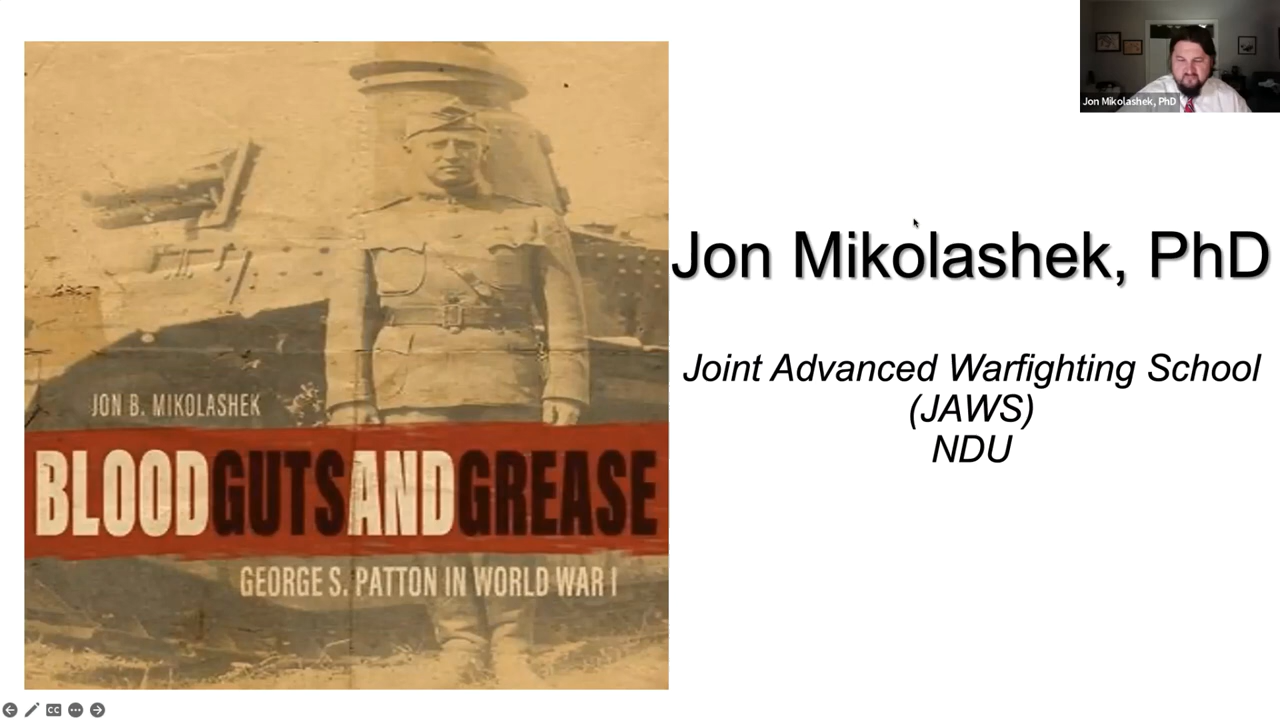 Jon Mikolashek, PhD
JON B. MIKOLASHEK
BLOODGUTSANDGREASE
GEORGE S. PATTON IN WORLD WAR I
Jon Mikolashek, PhD
Joint Advanced Warfighting School
(JAWS)
NDU
CC